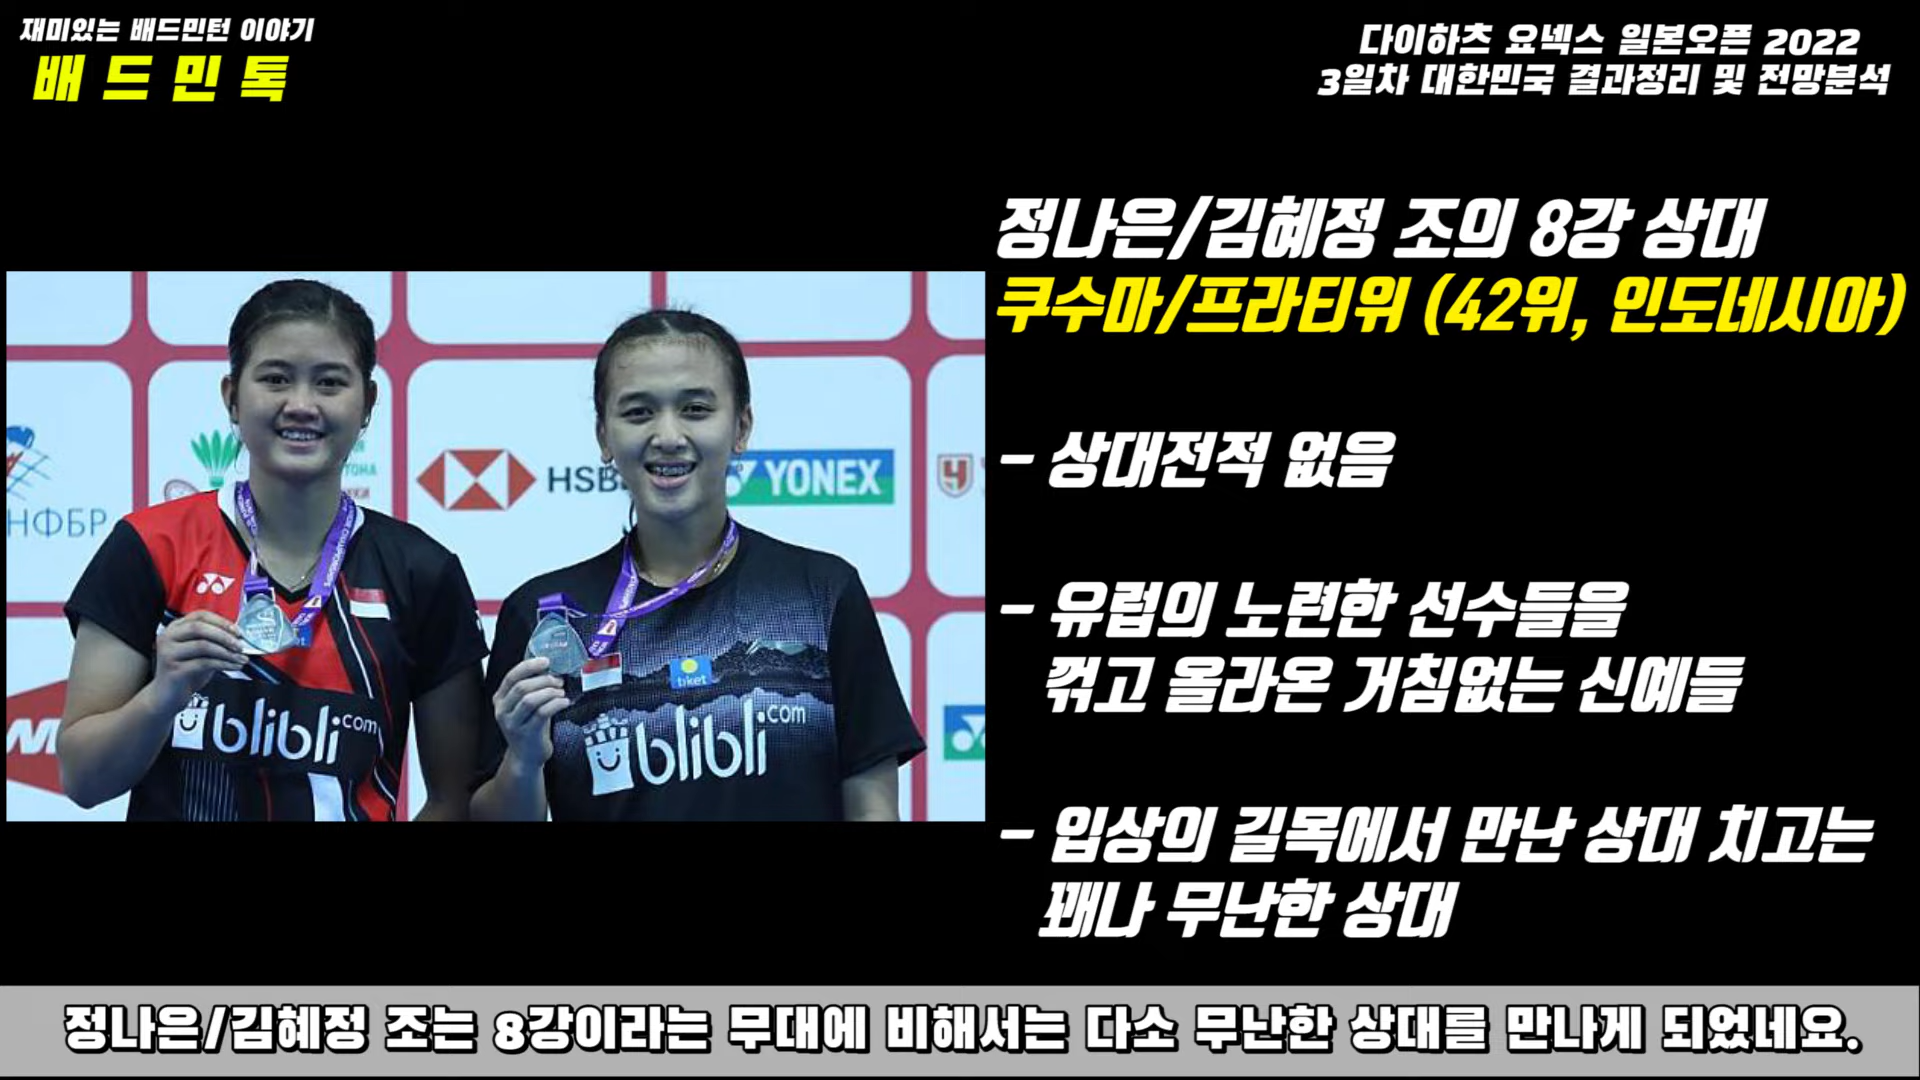 재미있는 배드민턴 이야기
배드민톡
다이하츠 요넥스 일본오픈 2022
3일차 대한민국 결과정리 및 전망분석
정나은/김혜정 조의 8강 상대
쿠수마/프라티위 (42위, 인도네시아)
- 상대전적 없음
- 유럽의 노련한 선수들을
꺾고 올라온 거침없는 신예들
- 입상의 길목에서 만난 상대 치고는
꽤나 무난한 상대
НФБР
HSB
YONEX
tiket
blibli.com
blibli.com
정나은/김혜정 조는 8강이라는 무대에 비해서는 다소 무난한 상대를 만나게 되었네요.